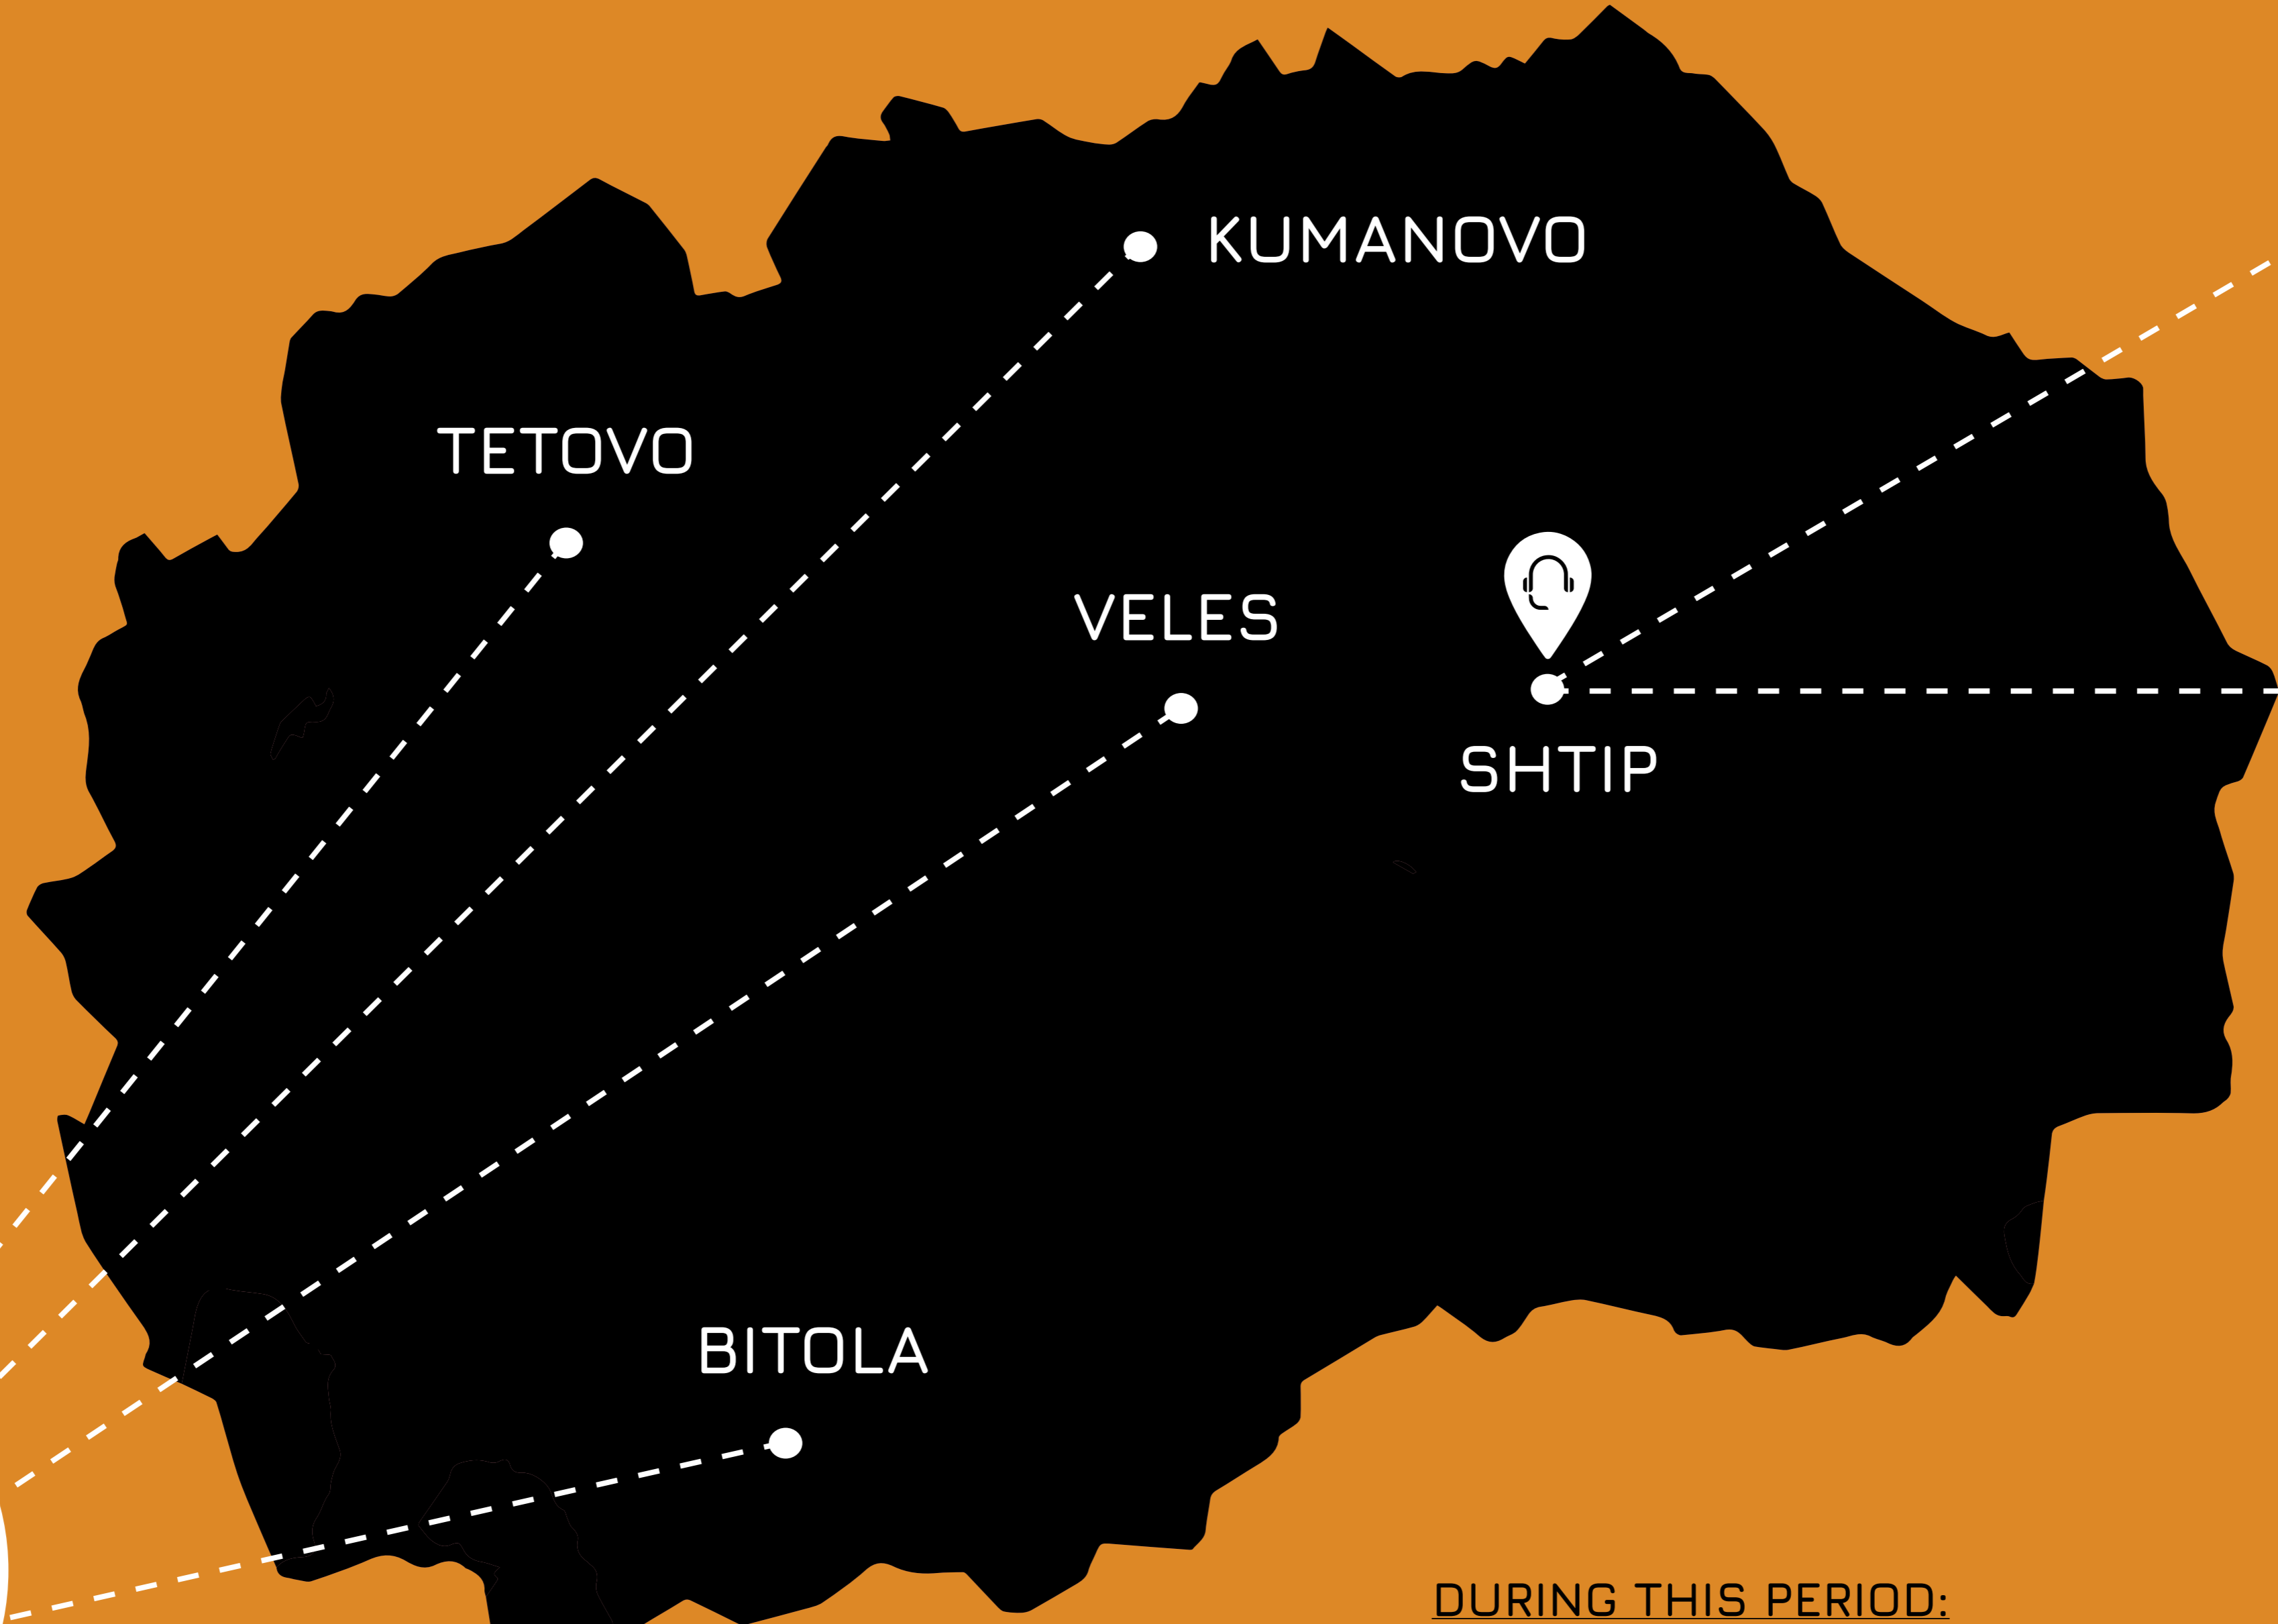 KUMANOVO
TETOVO
VELES
SHTIP
BITOLA
DURING THIS PERIOD: